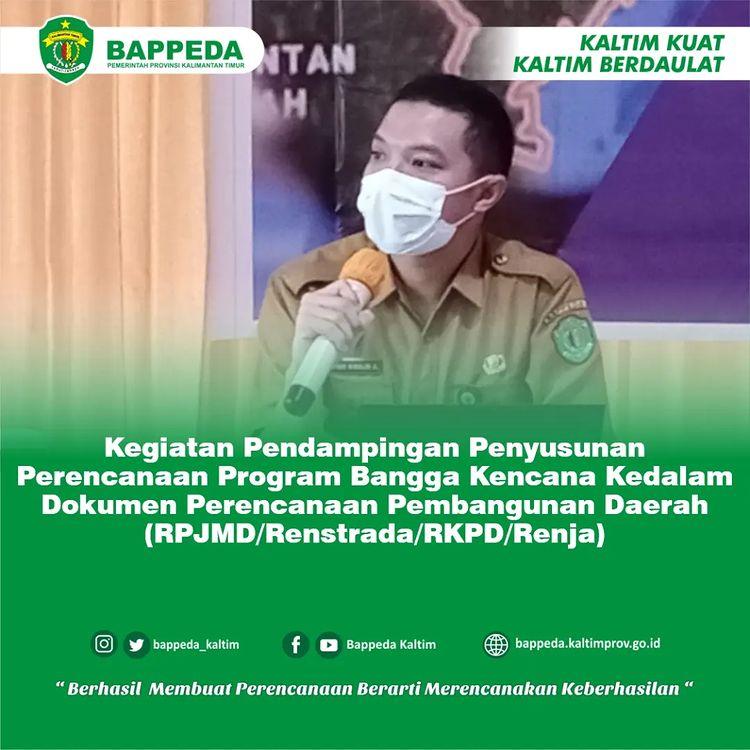 BAPPEDA
PEMERINTAH PROVINSI KALIMANTAN TIMUR
KALTIM KUAT
KALTIM BERDAULAT
NTAN
AH
Kegiatan Pendampingan Penyusunan
Perencanaan Program Bangga Kencana Kedalam
Dokumen Perencanaan Pembangunan Daerah
(RPJMD/Renstrada/RKPD/Renja)
bappeda_kaltim
Bappeda Kaltim
bappeda.kaltimprov.go.id
“ Berhasil Membuat Perencanaan Berarti Merencanakan Keberhasilan “